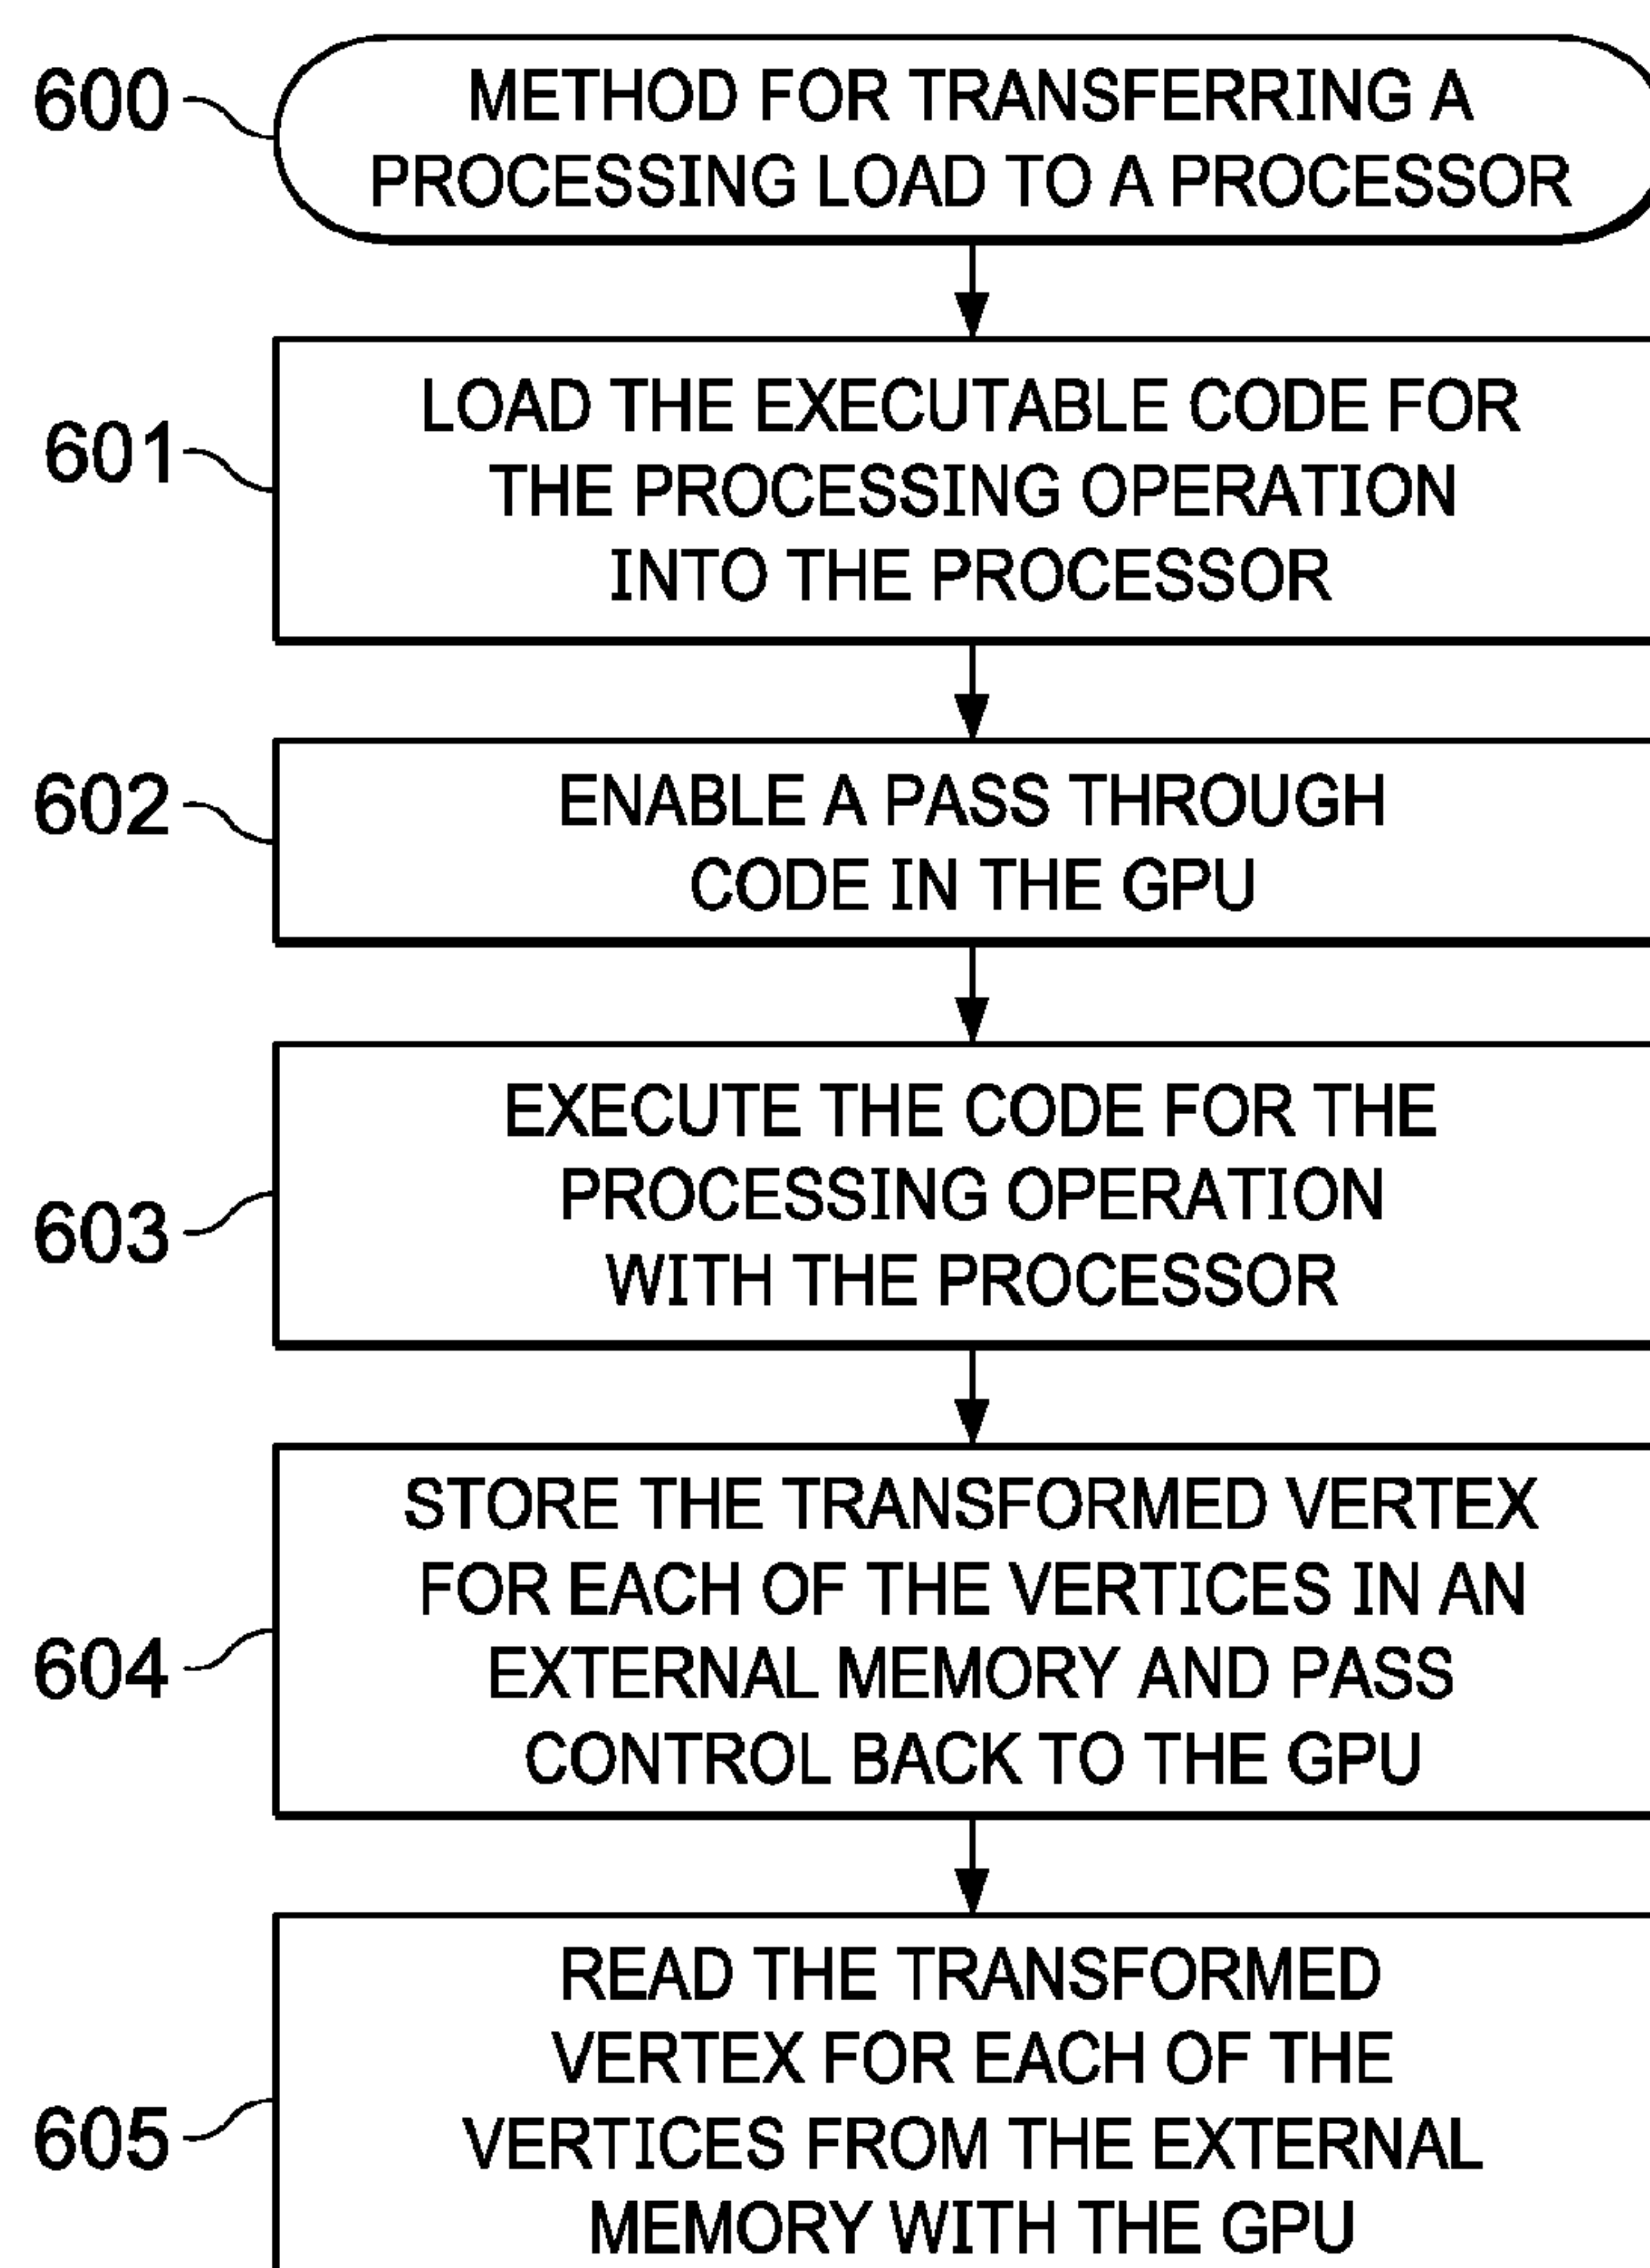 600
METHOD FOR TRANSFERRING A
PROCESSING LOAD TO A PROCESSOR
601
LOAD THE EXECUTABLE CODE FOR
THE PROCESSING OPERATION
INTO THE PROCESSOR
602
ENABLE A PASS THROUGH
CODE IN THE GPU
603
EXECUTE THE CODE FOR THE
PROCESSING OPERATION
WITH THE PROCESSOR
604
STORE THE TRANSFORMED VERTEX
FOR EACH OF THE VERTICES IN AN
EXTERNAL MEMORY AND PASS
CONTROL BACK TO THE GPU
605
READ THE TRANSFORMED
VERTEX FOR EACH OF THE
VERTICES FROM THE EXTERNAL
MEMORY WITH THE GPU